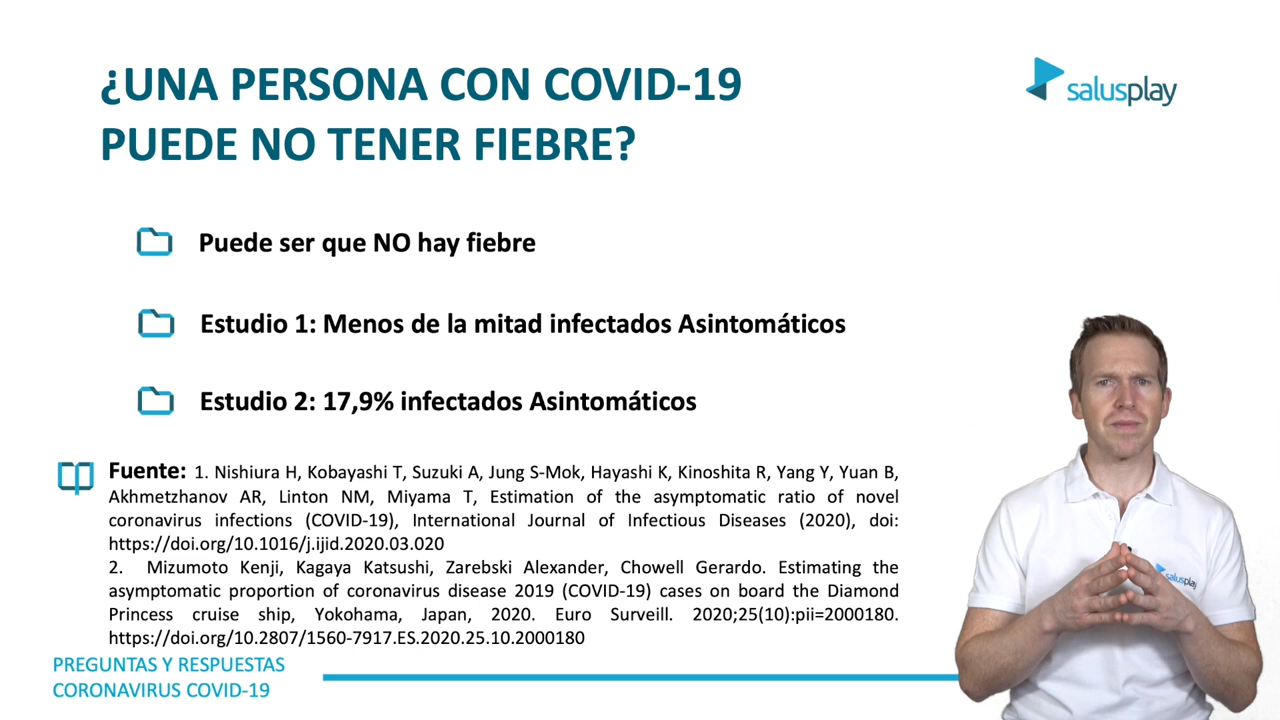 ¿UNA PERSONA CON COVID-19
PUEDE NO TENER FIEBRE?
salusplay
Puede ser que NO hay fiebre
Estudio 1: Menos de la mitad infectados Asintomáticos
Estudio 2: 17,9% infectados Asintomáticos
Fuente: 1. Nishiura H, Kobayashi T, Suzuki A, Jung S-Mok, Hayashi K, Kinoshita R, Yang Y, Yuan B,
Akhmetzhanov AR, Linton NM, Miyama T, Estimation of the asymptomatic ratio of novel
coronavirus infections (COVID-19), International Journal of Infectious Diseases (2020), doi:
https://doi.org/10.1016/j.ijid.2020.03.020
2. Mizumoto Kenji, Kagaya Katsushi, Zarebski Alexander, Chowell Gerardo. Estimating the
asymptomatic proportion of coronavirus disease 2019 (COVID-19) cases on board the Diamond
Princess cruise ship, Yokohama, Japan, 2020. Euro Surveill. 2020;25(10):pii=2000180.
https://doi.org/10.2807/1560-7917.ES.2020.25.10.2000180
salusplay
PREGUNTAS Y RESPUESTAS
CORONAVIRUS COVID-19